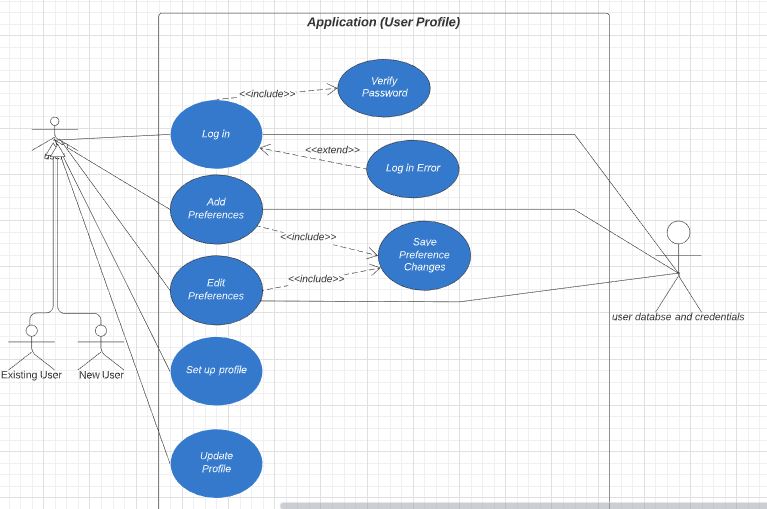 Application (User Profile)
Verify
Password
<<include>>
Log in
<<extend>>
Log in Error
Add
Preferences
<<include>>
Save
Preference
Changes
Edit
Preferences
<<include>>
user databse and credentials
Set up profile
Existing User
New User
Update
Profile